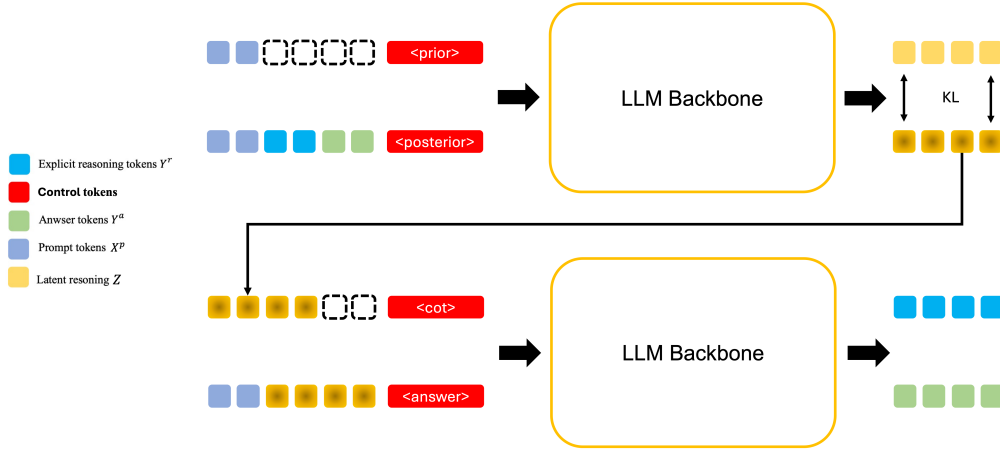 <prior>
LLM Backbone
KL
<posterior>
Explicit reasoning tokens Y^r
Control tokens
Anwser tokens Y^a
Prompt tokens X^p
Latent resoning Z
<cot>
LLM Backbone
<answer>